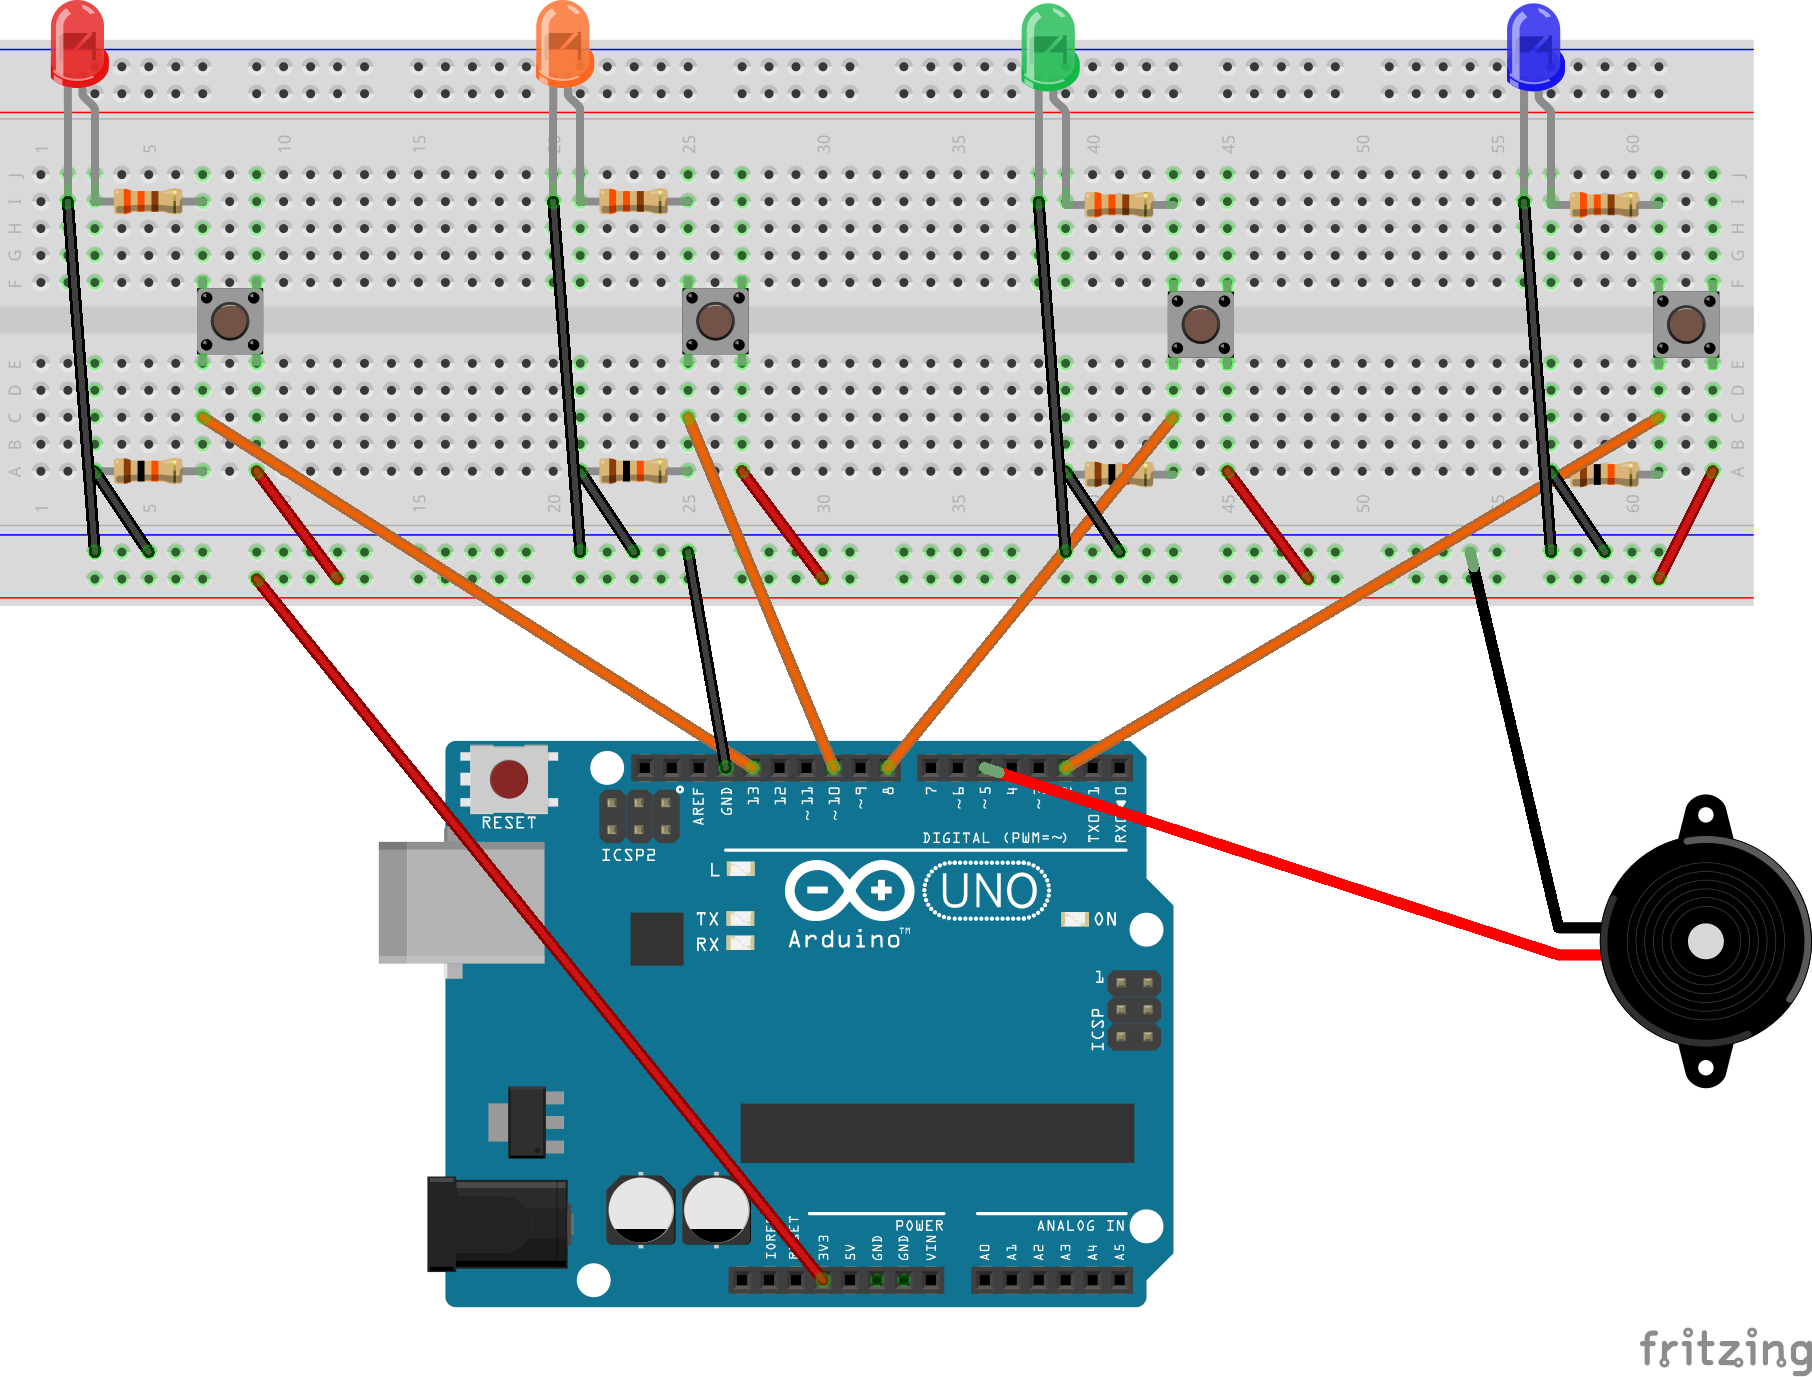 1 5 10 15 20 25 30 35 40 45 50 55 60
J J
I I
H H
G G
F F
E E
D D
C C
B B
A A
1 5 10 15 20 25 30 35 40 45 50 55 60
RESET
ICSP2
AREF
GND
13
12
~11
~10
~9
8
7
~6
~5
4
~3
2
TX0 1
RX0 0
DIGITAL (PWM=~)
L
TX
RX
UNO
Arduino™
ON
1
ICSP
POWER
ANALOG IN
IOREF
RESET
3V3
5V
GND
GND
VIN
A0
A1
A2
A3
A4
A5
fritzing